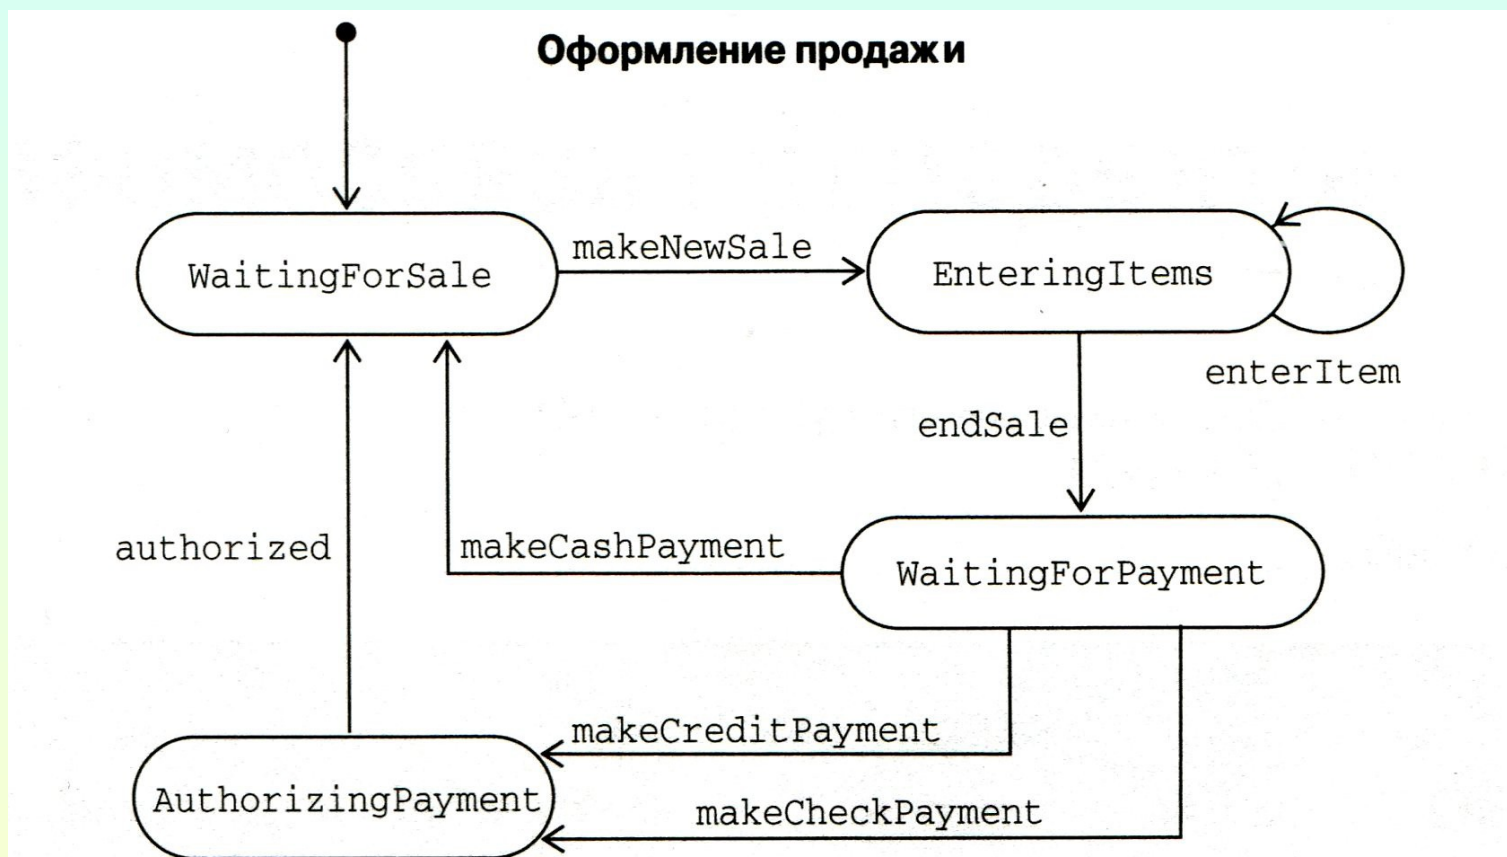 Оформление продажи
makeNewSale
WaitingForSale
EnteringItems
enterItem
endSale
authorized
makeCashPayment
WaitingForPayment
makeCreditPayment
AuthorizingPayment
makeCheckPayment